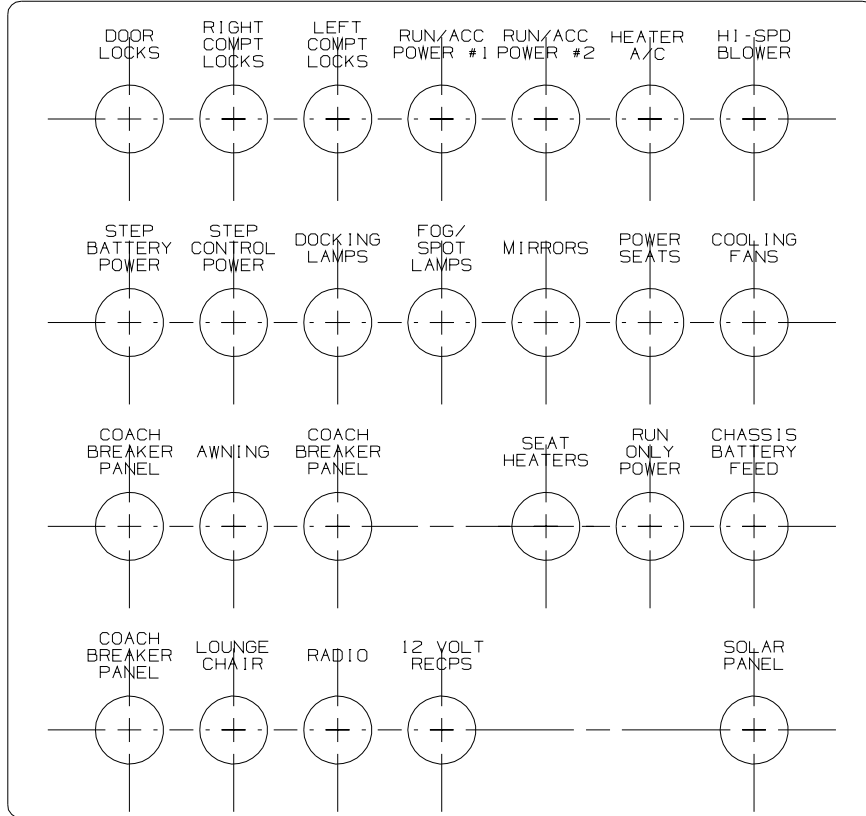 DOOR
LOCKS
RIGHT
COMPT
LOCKS
LEFT
COMPT
LOCKS
RUN/ACC
POWER #1
RUN/ACC
POWER #2
HEATER
A/C
HI-SPD
BLOWER
STEP
BATTERY
POWER
STEP
CONTROL
POWER
DOCKING
LAMPS
FOG/
SPOT
LAMPS
MIRRORS
POWER
SEATS
COOLING
FANS
COACH
BREAKER
PANEL
AWNING
COACH
BREAKER
PANEL
SEAT
HEATERS
RUN
ONLY
POWER
CHASSIS
BATTERY
FEED
COACH
BREAKER
PANEL
LOUNGE
CHAIR
RADIO
12 VOLT
RECPS
SOLAR
PANEL